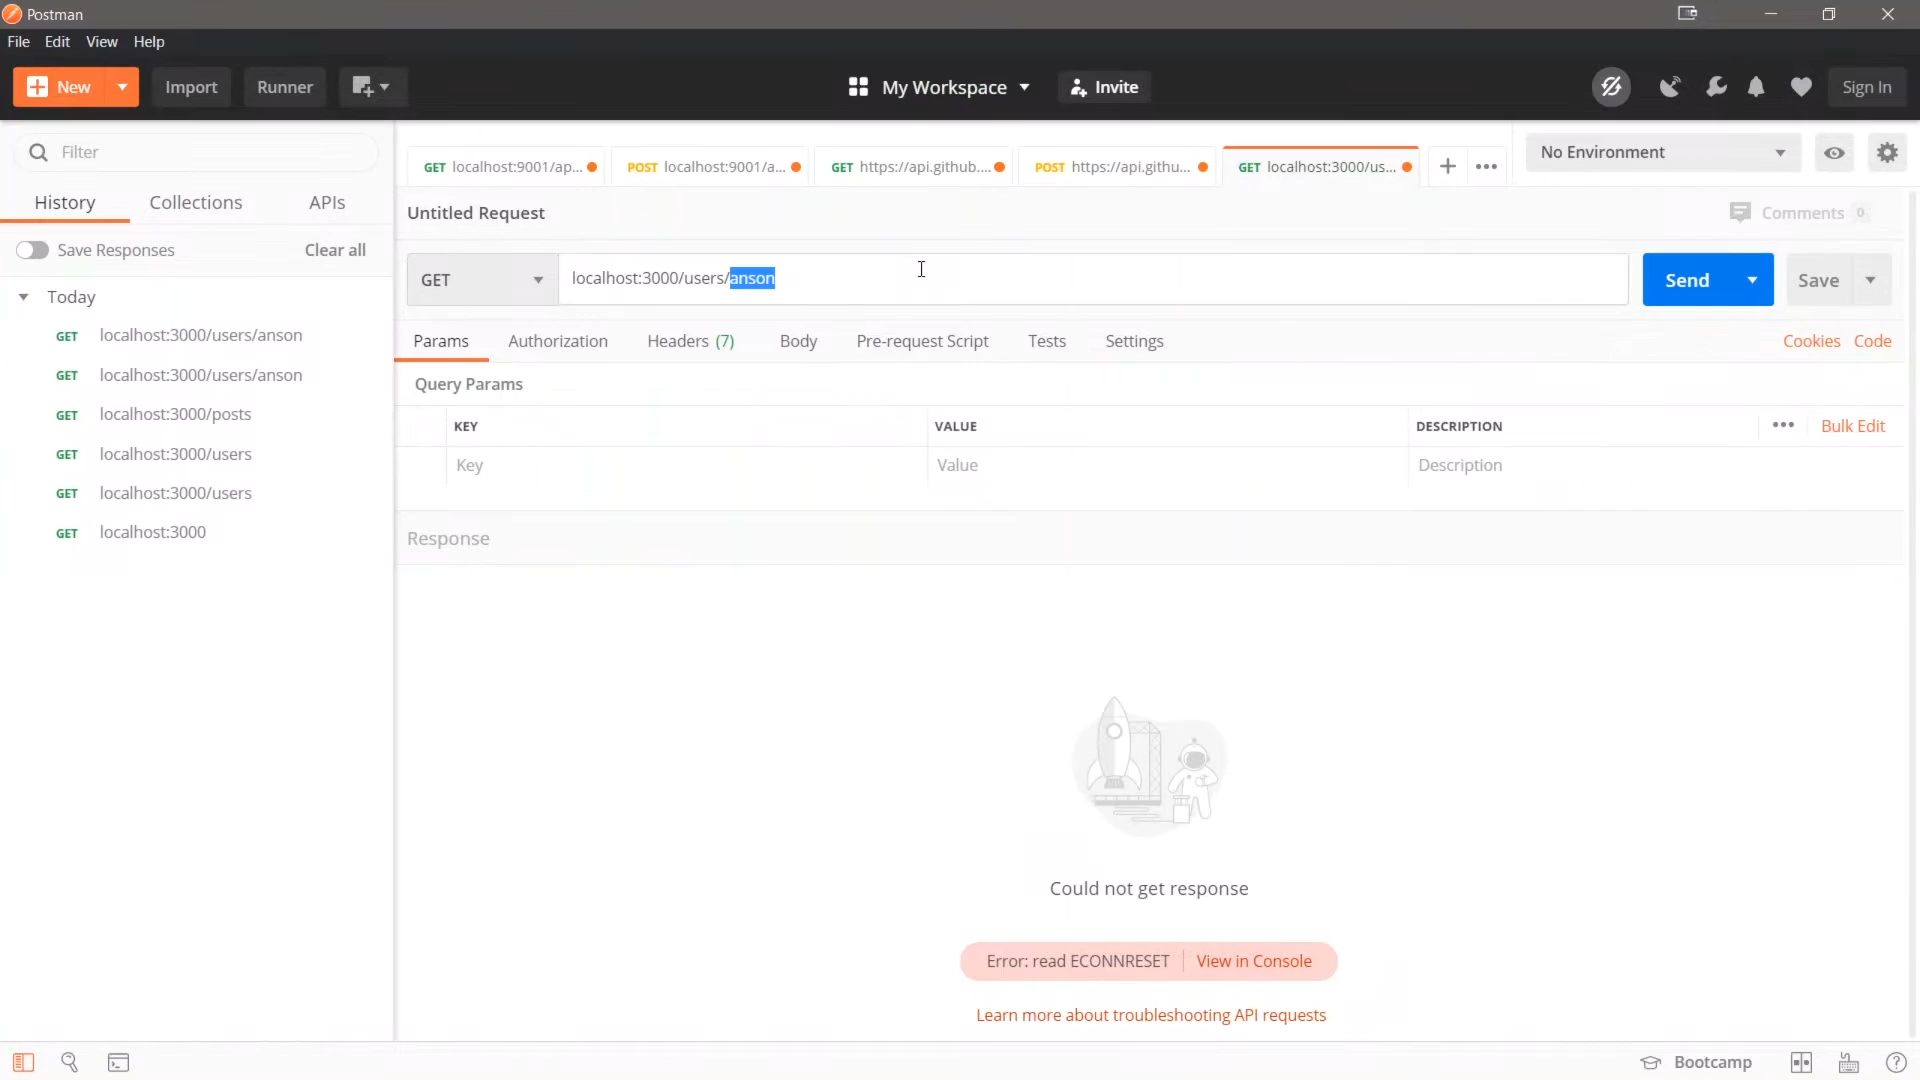 Postman
File Edit View Help
New Import Runner My Workspace Invite Sign In
Filter
GET localhost:9001/ap... POST localhost:9001/a... GET https://api.github.... POST https://api.githu... GET localhost:3000/us... No Environment
History Collections APIs
Untitled Request Comments 0
Save Responses Clear all
GET localhost:3000/users/anson Send Save
Today
GET localhost:3000/users/anson
GET localhost:3000/users/anson
GET localhost:3000/posts
GET localhost:3000/users
GET localhost:3000/users
GET localhost:3000
Params Authorization Headers (7) Body Pre-request Script Tests Settings Cookies Code
Query Params
KEY VALUE DESCRIPTION Bulk Edit
Key Value Description
Response
Could not get response
Error: read ECONNRESET View in Console
Learn more about troubleshooting API requests
Bootcamp